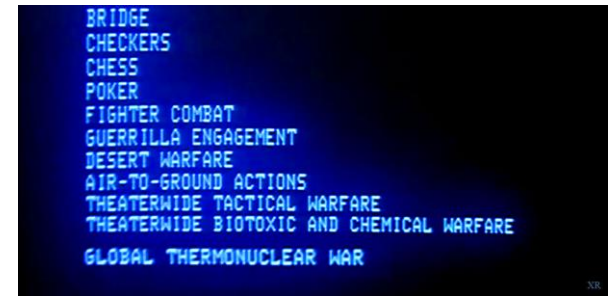 BRIDGE
CHECKERS
CHESS
POKER
FIGHTER COMBAT
GUERRILLA ENGAGEMENT
DESERT WARFARE
AIR-TO-GROUND ACTIONS
THEATERWIDE TACTICAL WARFARE
THEATERWIDE BIOTOXIC AND CHEMICAL WARFARE
GLOBAL THERMONUCLEAR WAR
XR